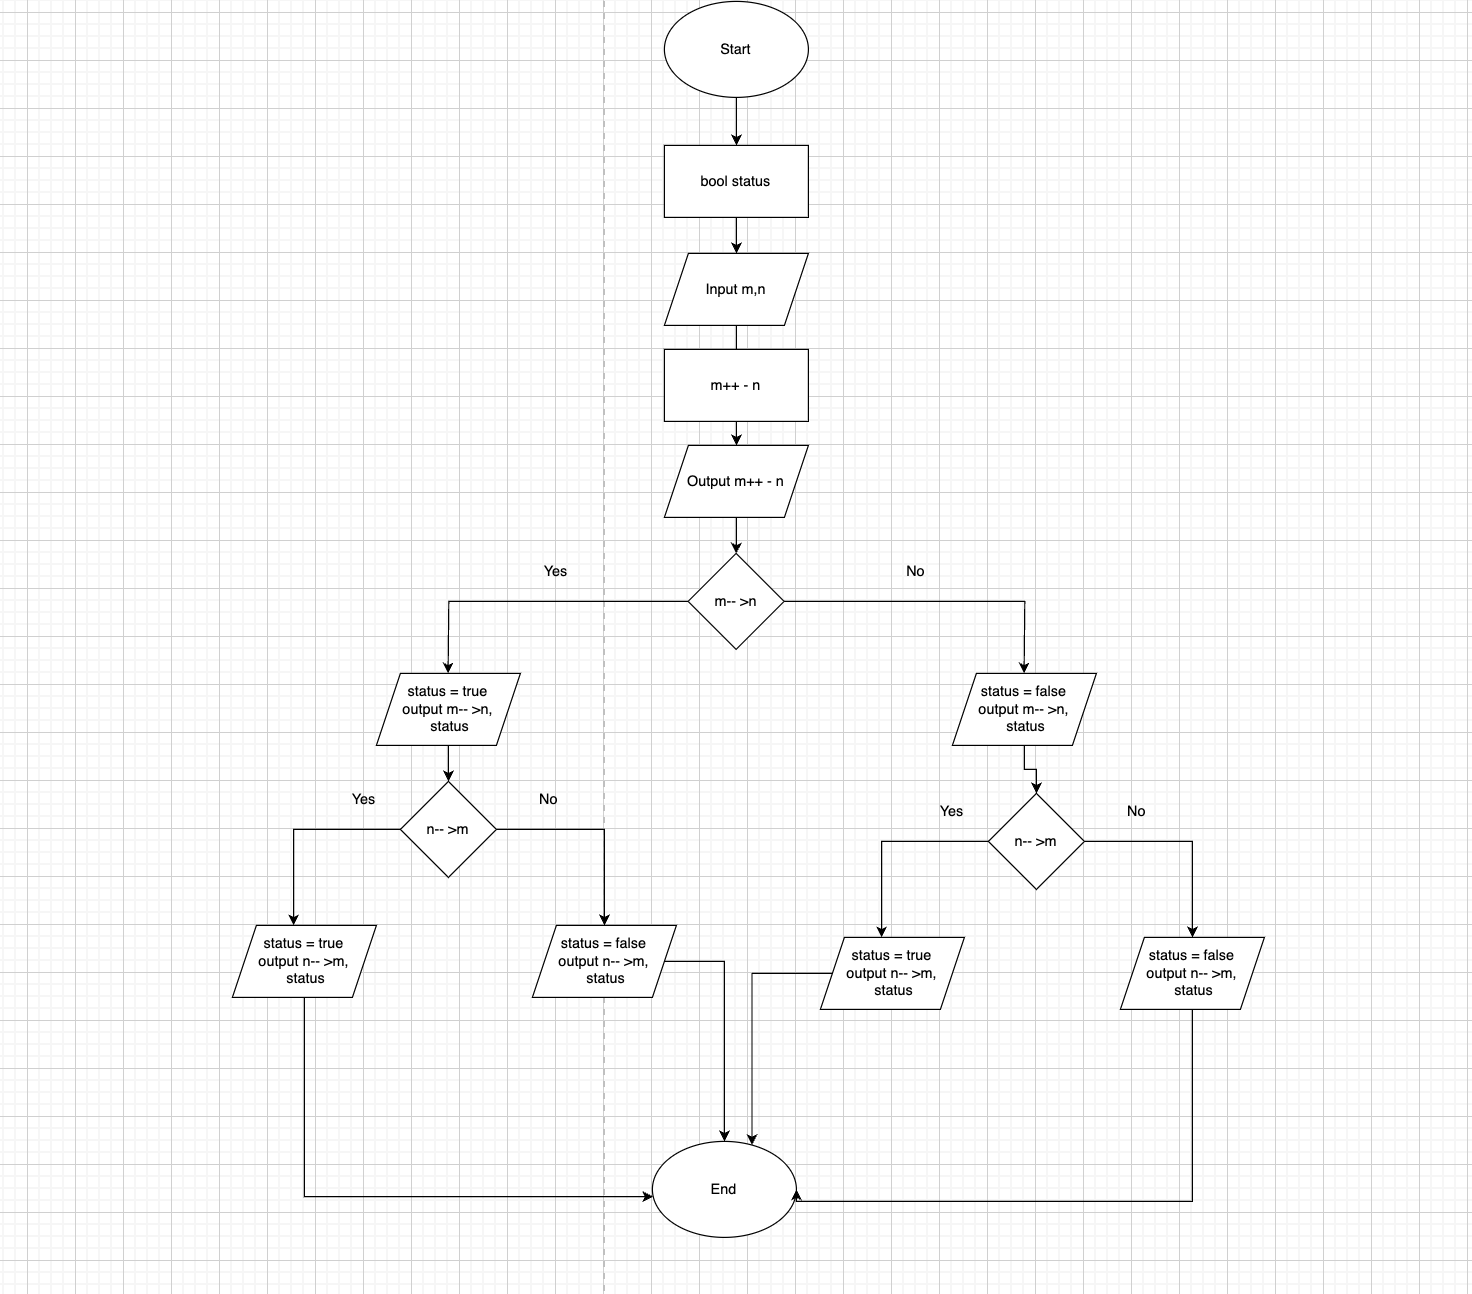 Start
bool status
Input m,n
m++ - n
Output m++ - n
Yes
No
m-- >n
status = true
output m-- >n,
status
status = false
output m-- >n,
status
Yes
No
n-- >m
Yes
No
n-- >m
status = true
output n-- >m,
status
status = false
output n-- >m,
status
status = true
output n-- >m,
status
status = false
output n-- >m,
status
End